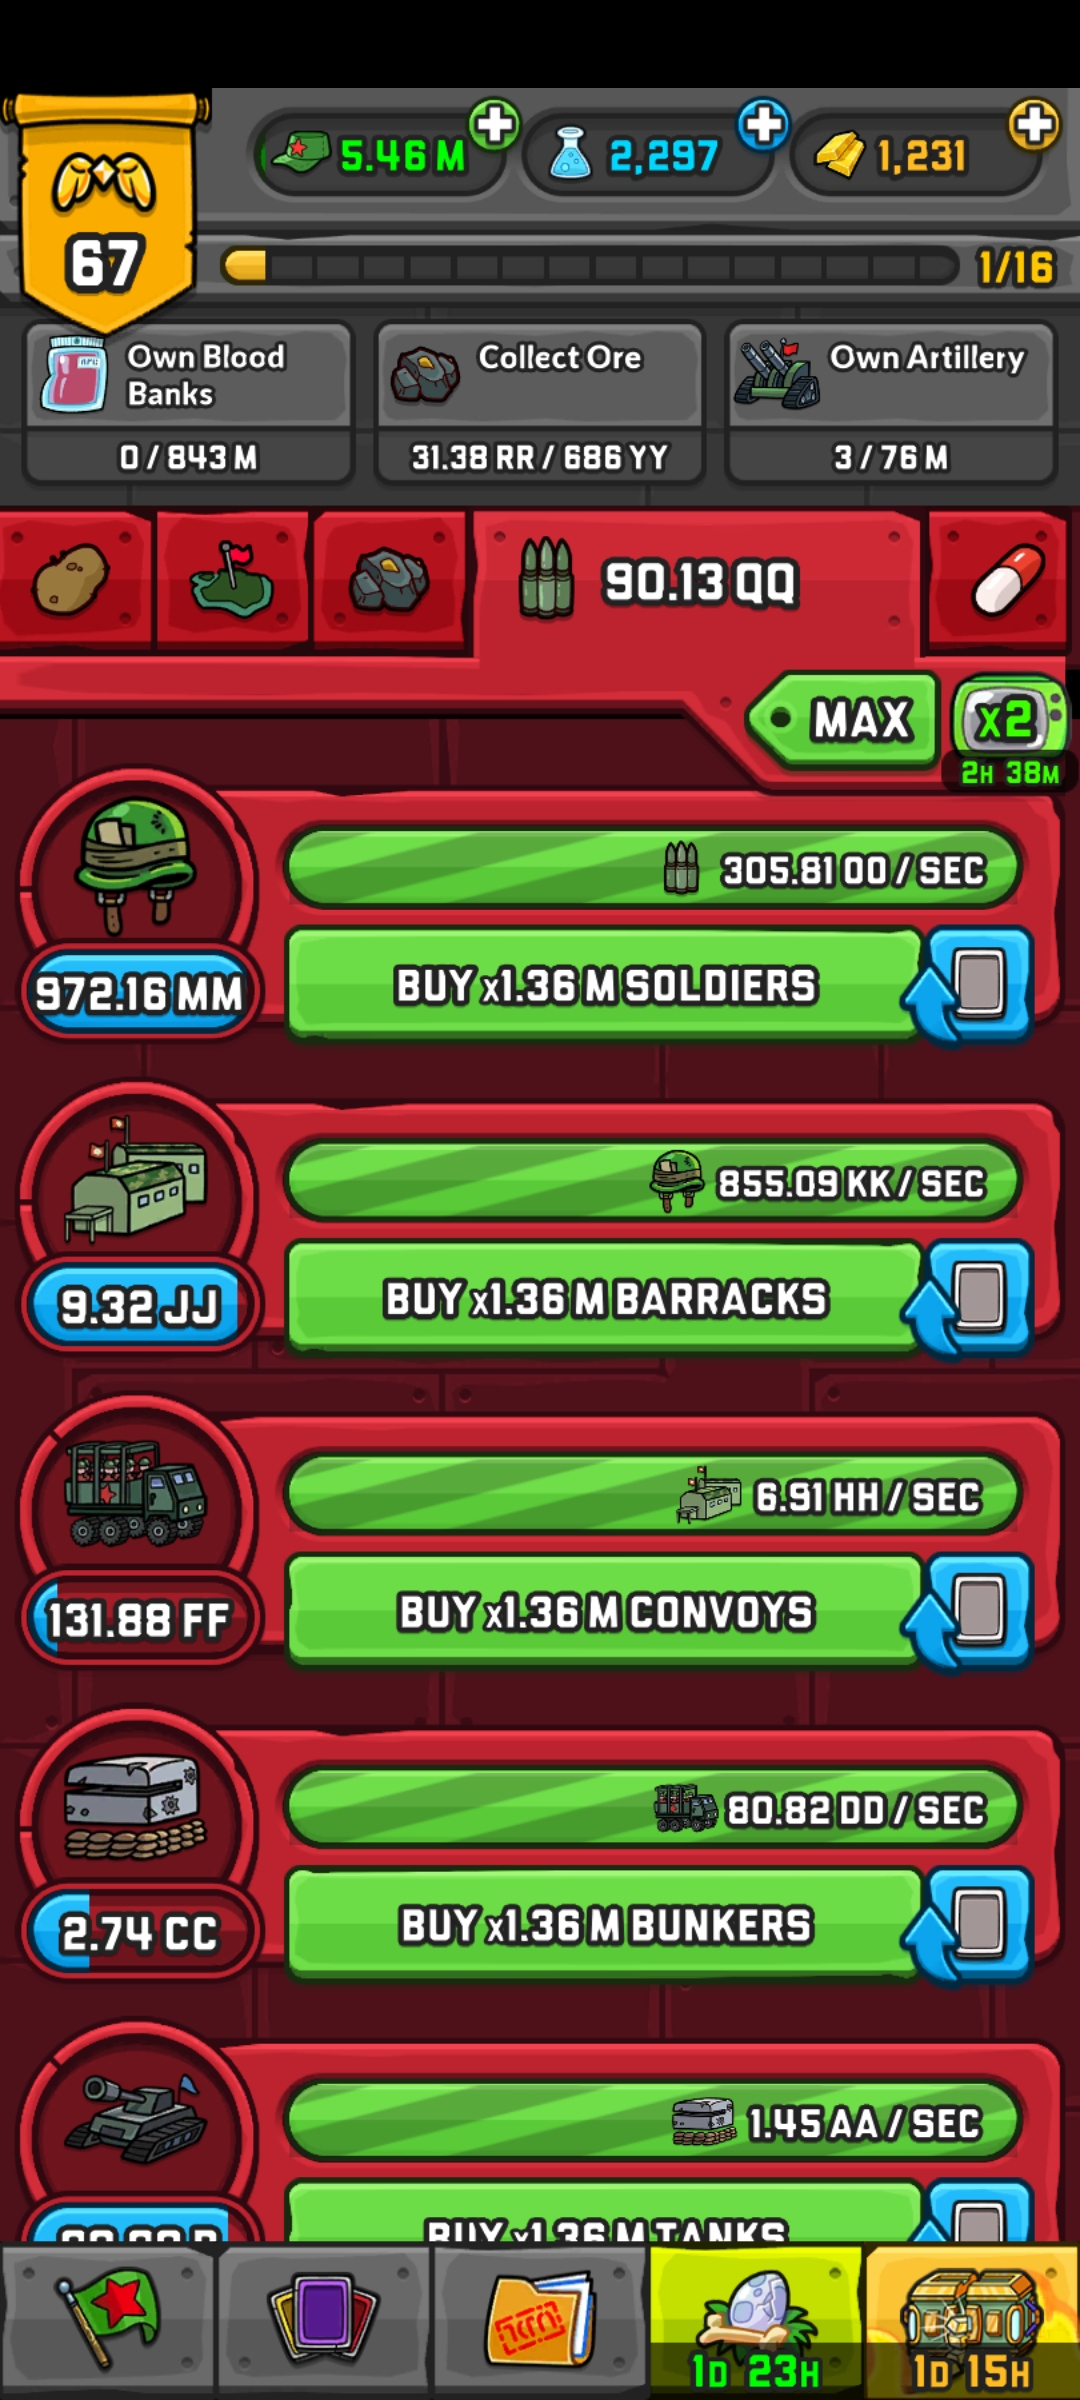 5.46 M
2,297
1,231
67
1/16
Own Blood
Banks
0 / 843 M
Collect Ore
31.38 RR / 686 YY
Own Artillery
3 / 76 M
90.13 QQ
MAX
x2
2H 38M
305.81 OO / SEC
972.16 MM
BUY x1.36 M SOLDIERS
855.09 KK / SEC
9.32 JJ
BUY x1.36 M BARRACKS
6.91 HH / SEC
131.88 FF
BUY x1.36 M CONVOYS
80.82 DD / SEC
2.74 CC
BUY x1.36 M BUNKERS
1.45 AA / SEC
BUY x1.36 M TANKS
1D 23H
1D 15H